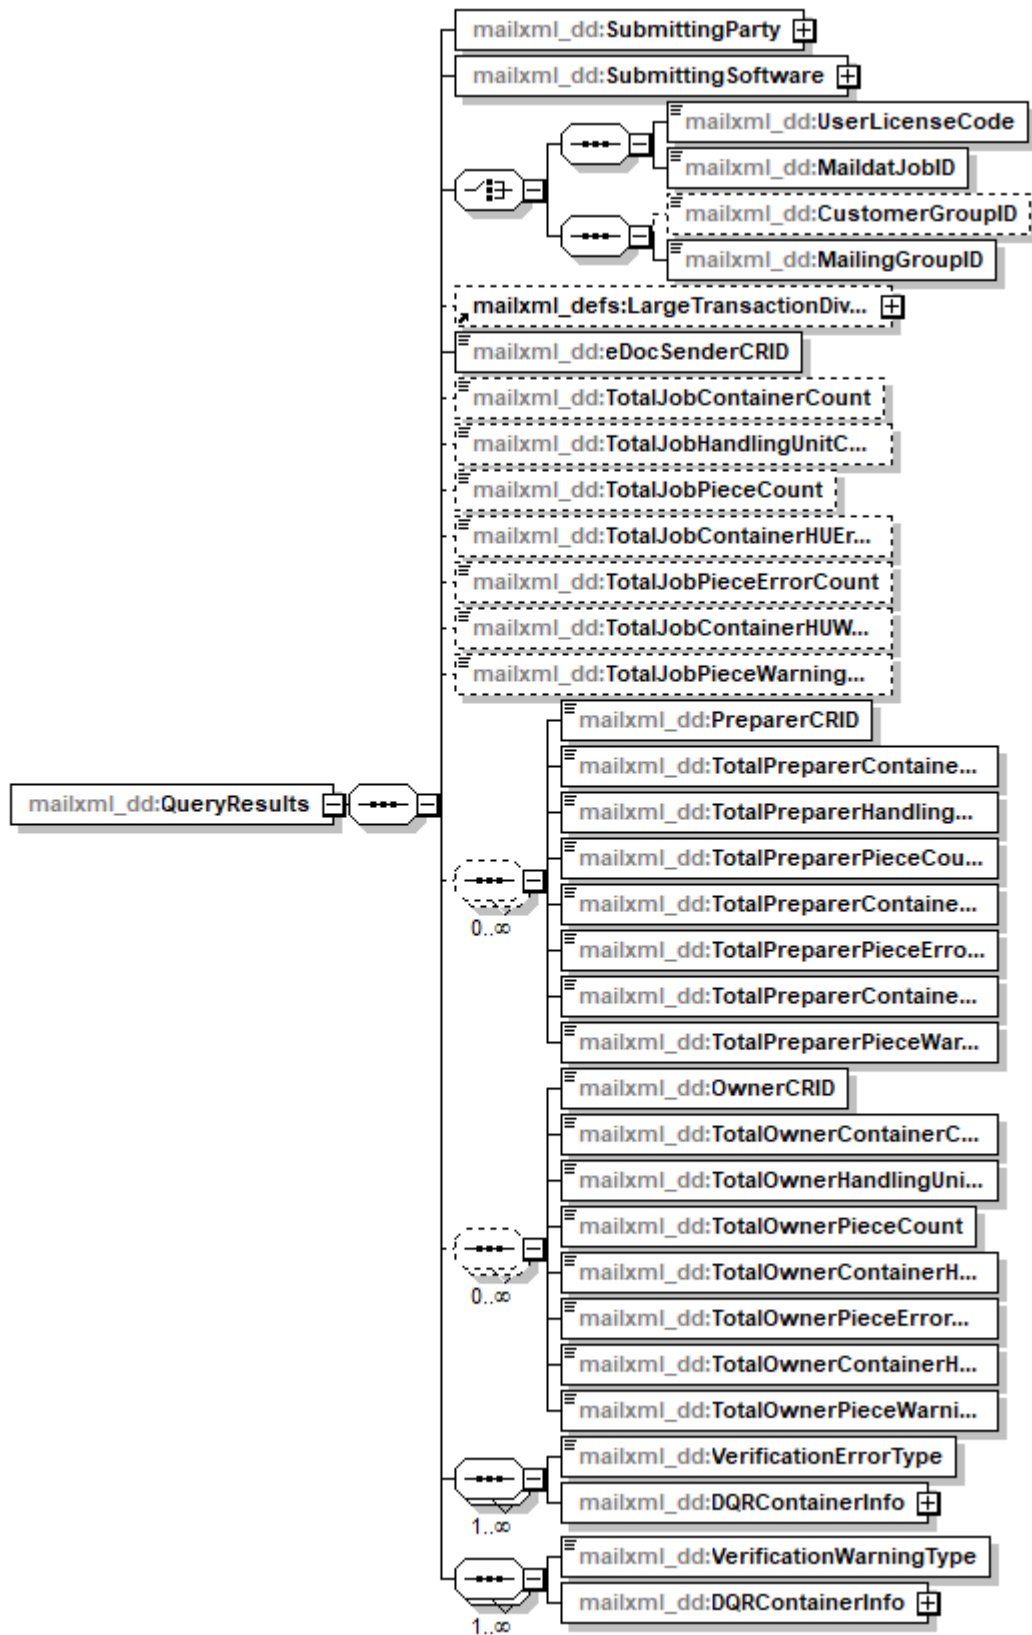 mailxml_dd:SubmittingParty
mailxml_dd:SubmittingSoftware
mailxml_dd:UserLicenseCode
mailxml_dd:MaildatJobID
mailxml_dd:CustomerGroupID
mailxml_dd:MailingGroupID
mailxml_defs:LargeTransactionDiv...
mailxml_dd:eDocSenderCRID
mailxml_dd:TotalJobContainerCount
mailxml_dd:TotalJobHandlingUnitC...
mailxml_dd:TotalJobPieceCount
mailxml_dd:TotalJobContainerHUEr...
mailxml_dd:TotalJobPieceErrorCount
mailxml_dd:TotalJobContainerHUW...
mailxml_dd:TotalJobPieceWarning...
mailxml_dd:PreparerCRID
mailxml_dd:TotalPreparerContaine...
mailxml_dd:QueryResults
mailxml_dd:TotalPreparerHandling...
mailxml_dd:TotalPreparerPieceCou...
mailxml_dd:TotalPreparerContaine...
0..∞
mailxml_dd:TotalPreparerPieceErro...
mailxml_dd:TotalPreparerContaine...
mailxml_dd:TotalPreparerPieceWar...
mailxml_dd:OwnerCRID
mailxml_dd:TotalOwnerContainerC...
mailxml_dd:TotalOwnerHandlingUni...
mailxml_dd:TotalOwnerPieceCount
mailxml_dd:TotalOwnerContainerH...
0..∞
mailxml_dd:TotalOwnerPieceError...
mailxml_dd:TotalOwnerContainerH...
mailxml_dd:TotalOwnerPieceWarni...
mailxml_dd:VerificationErrorType
mailxml_dd:DQRContainerInfo
1..∞
mailxml_dd:VerificationWarningType
mailxml_dd:DQRContainerInfo
1..∞